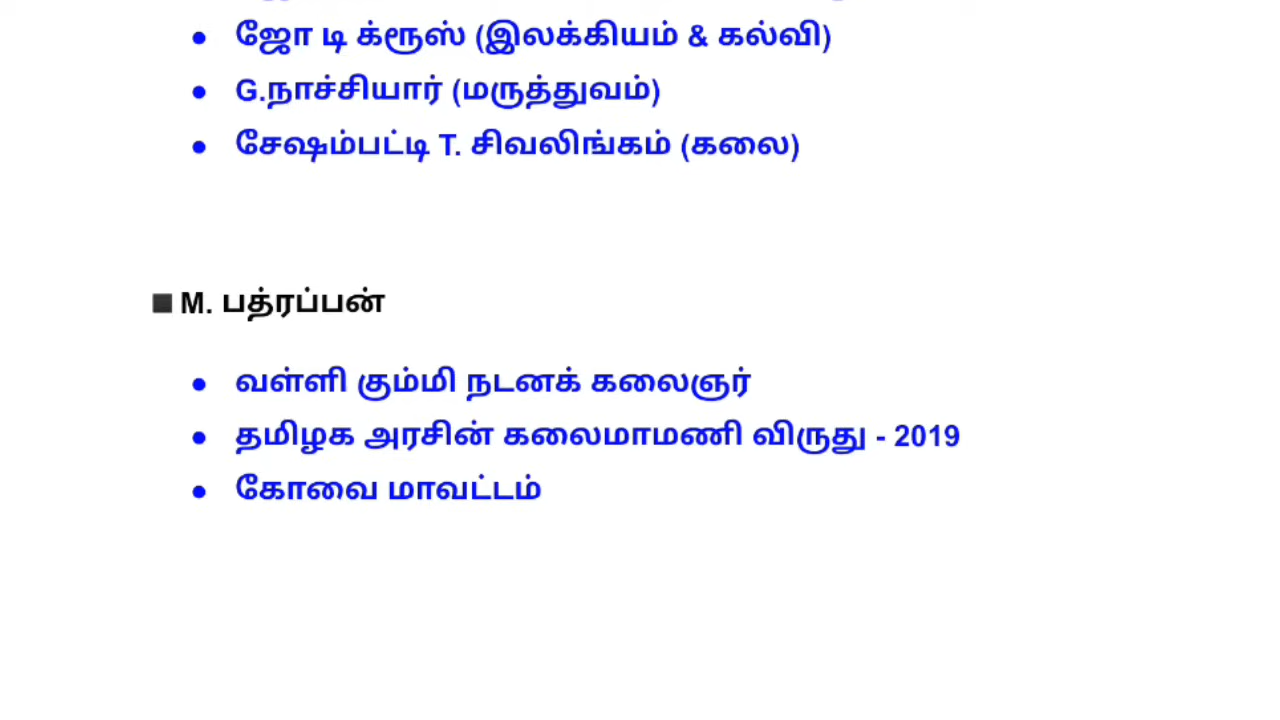 ● ஜோ டி க்ரூஸ் (இலக்கியம் & கல்வி)
● G.நாச்சியார் (மருத்துவம்)
● சேஷம்பட்டி T. சிவலிங்கம் (கலை)
■ M. பத்ரப்பன்
● வள்ளி கும்மி நடனக் கலைஞர்
● தமிழக அரசின் கலைமாமணி விருது - 2019
● கோவை மாவட்டம்